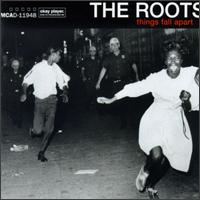 THE ROOTS
things fall apart
MCAD-11948
okay player.